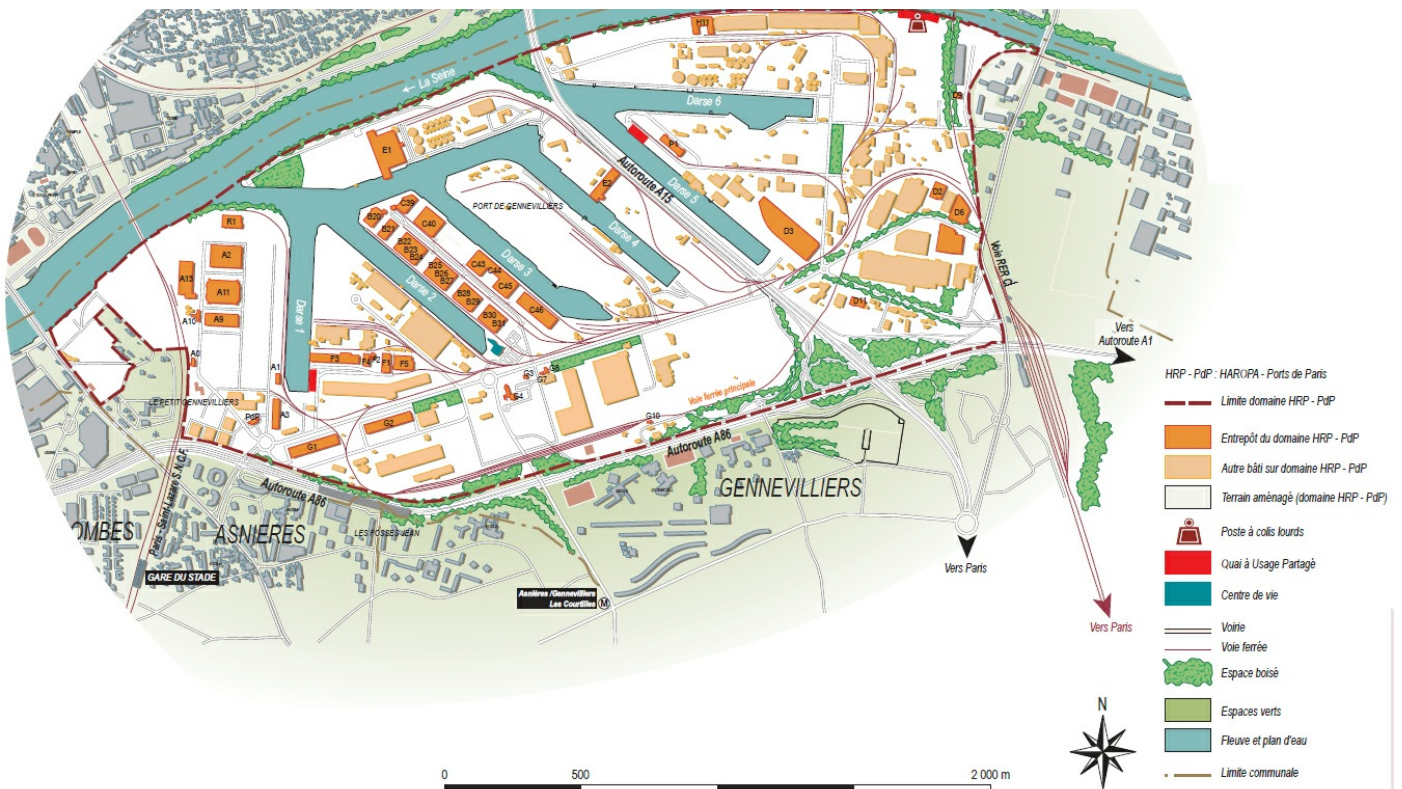 H11
← La Seine
Darse 6
D9
E1
P1
Autoroute A15
Darse 5
E2
D2
D6
C39
B20
B21
C40
PORT DE GENNEVILLIERS
R1
B22
B23
B24
D3
Darse 4
A2
B25
B26
B27
C43
C44
Darse 3
Voie RER C
A13
A11
Darse 2
B28
B29
C45
C46
D11
Darse 1
A10
A9
B30
B31
Vers
Autoroute A1
A0
F3
F4
F2
F1
F5
A1
G3
G8
G7
G4
HRP - PdP : HAROPA - Ports de Paris
Limite domaine HRP - PdP
LE PETIT GENNEVILLIERS
Voie ferrée principale
PdP
A3
G2
G10
G1
Autoroute A86
Entrepôt du domaine HRP - PdP
Autre bâti sur domaine HRP - PdP
Terrain aménagé (domaine HRP - PdP)
Autoroute A86
GENNEVILLIERS
Paris - Saint-Lazare S.N.C.F.
OMBES
ASNIERES
LES FOSSES-JEAN
Poste à colis lourds
Quai à Usage Partagé
Centre de vie
GARE DU STADE
Vers Paris
Asnières /Gennevilliers
Les Courtilles M
Vers Paris
Voirie
Voie ferrée
Espace boisé
Espaces verts
Fleuve et plan d'eau
Limite communale
N
0 500 2 000 m